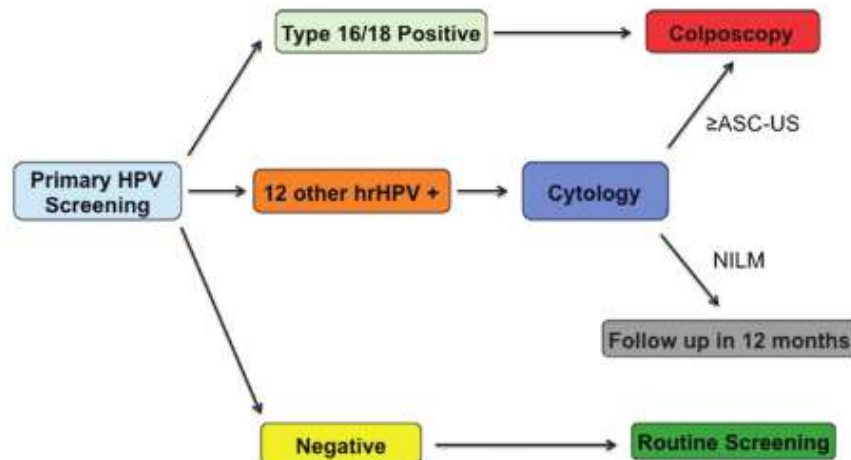 Type 16/18 Positive
Colposcopy
≥ASC-US
Primary HPV
Screening
12 other hrHPV +
Cytology
NILM
Follow up in 12 months
Negative
Routine Screening